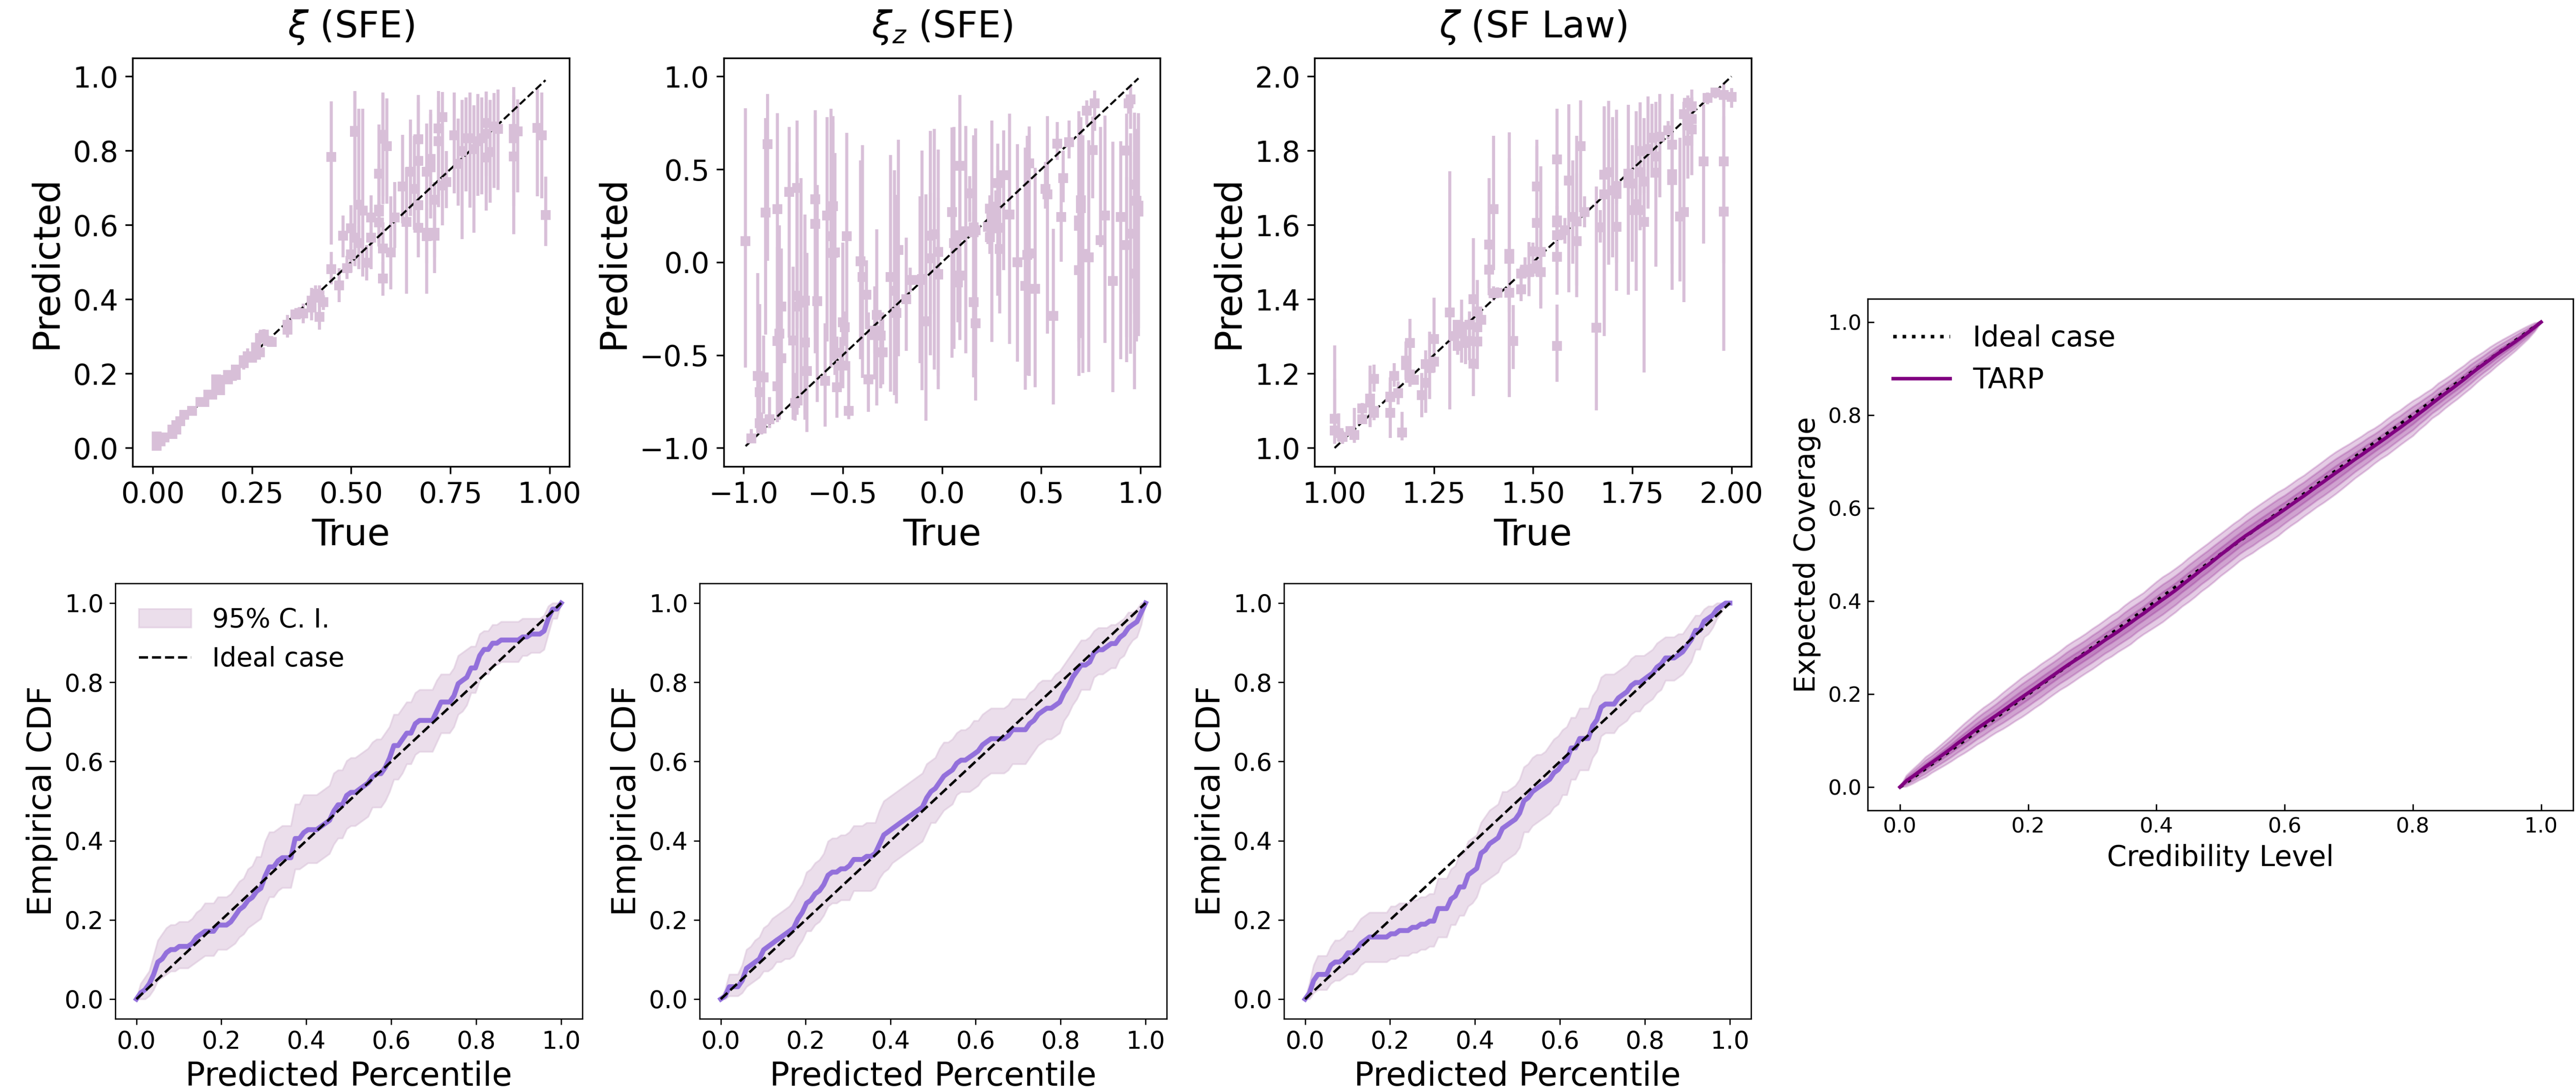 ξ (SFE)
1.0
0.8
0.6
0.4
0.2
0.0
Predicted
0.00 0.25 0.50 0.75 1.00
True
ξz (SFE)
1.0
0.5
0.0
−0.5
−1.0
Predicted
−1.0 −0.5 0.0 0.5 1.0
True
ζ (SF Law)
2.0
1.8
1.6
1.4
1.2
1.0
Predicted
1.00 1.25 1.50 1.75 2.00
True
95% C. I.
Ideal case
1.0
0.8
0.6
0.4
0.2
0.0
Empirical CDF
0.0 0.2 0.4 0.6 0.8 1.0
Predicted Percentile
1.0
0.8
0.6
0.4
0.2
0.0
Empirical CDF
0.0 0.2 0.4 0.6 0.8 1.0
Predicted Percentile
1.0
0.8
0.6
0.4
0.2
0.0
Empirical CDF
0.0 0.2 0.4 0.6 0.8 1.0
Predicted Percentile
Ideal case
TARP
1.0
0.8
0.6
0.4
0.2
0.0
Expected Coverage
0.0 0.2 0.4 0.6 0.8 1.0
Credibility Level